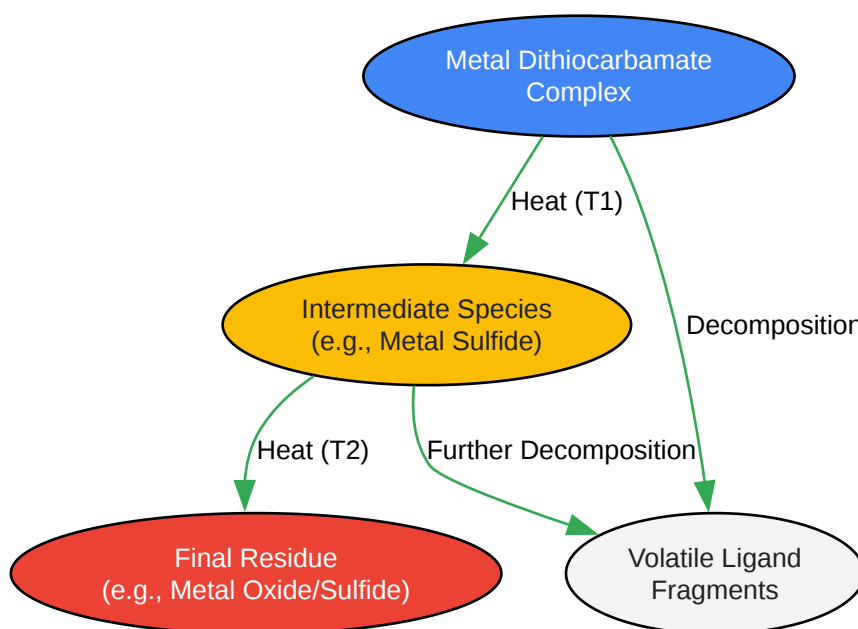 Metal Dithiocarbamate
Complex
Heat (T1)
Intermediate Species
(e.g., Metal Sulfide)
Decomposition
Heat (T2)
Further Decomposition
Final Residue
(e.g., Metal Oxide/Sulfide)
Volatile Ligand
Fragments